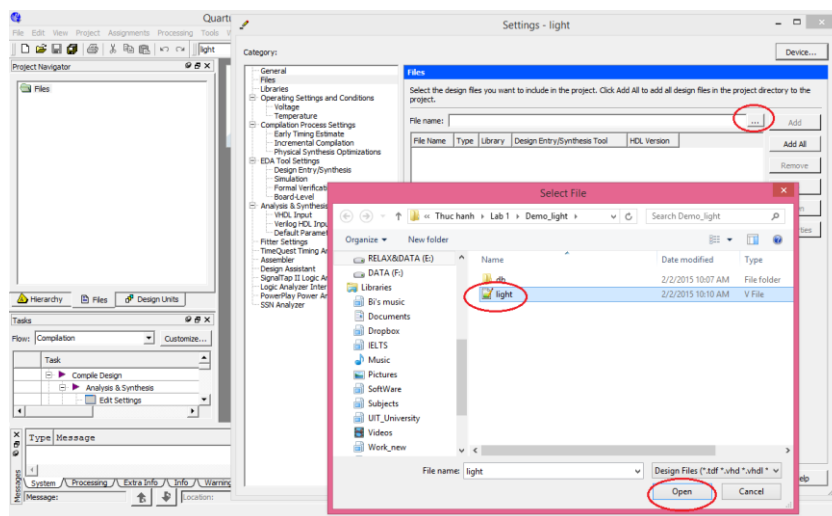 Quartu
Settings - light
File Edit View Project Assignments Processing Tools
light
Category:
Device...
Project Navigator
Files
General
Files
Libraries
Operating Settings and Conditions
Voltage
Temperature
Compilation Process Settings
Early Timing Estimate
Incremental Compilation
Physical Synthesis Optimizations
EDA Tool Settings
Design Entry/Synthesis
Simulation
Formal Verificati
Board-Level
Analysis & Synthesis
VHDL Input
Verilog HDL Inpu
Default Paramet
Fitter Settings
TimeQuest Timing An
Assembler
Design Assistant
SignalTap II Logic An
Logic Analyzer Inter
PowerPlay Power An
SSN Analyzer
Files
Select the design files you want to include in the project. Click Add All to add all design files in the project directory to the
project.
File name:
...
Add
File Name Type Library Design Entry/Synthesis Tool HDL Version
Add All
Remove
Select File
« Thuc hanh Lab 1 Demo_light
Search Demo_light
Organize New folder
RELAX&DATA (E:)
DATA (F:)
Libraries
Bi's music
Documents
Dropbox
IELTS
Music
Pictures
SoftWare
Subjects
UIT_University
Videos
Work_new
Name Date modified Type
db 2/2/2015 10:07 AM File folder
light 2/2/2015 10:10 AM V File
File name: light
Design Files (*.tdf *.vhd *.vhdl *
Open
Cancel
Hierarchy Files Design Units
Tasks
Flow: Compilation
Customize...
Task
Compile Design
Analysis & Synthesis
Edit Settings
Type Message
Messages
System Processing Extra Info Info Warning
Message:
Location: